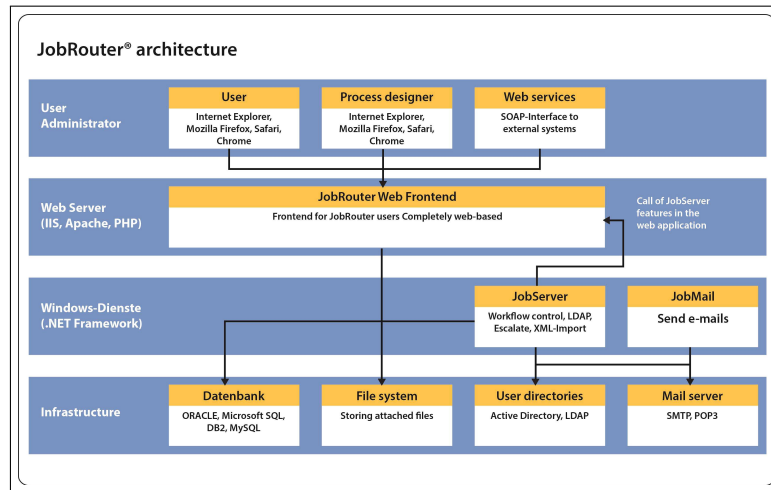 JobRouter® architecture
User
Administrator
User
Internet Explorer,
Mozilla Firefox, Safari,
Chrome
Process designer
Internet Explorer,
Mozilla Firefox, Safari,
Chrome
Web services
SOAP-Interface to
external systems
Web Server
(IIS, Apache, PHP)
JobRouter Web Frontend
Frontend for JobRouter users Completely web-based
Call of JobServer
features in the
web application
Windows-Dienste
(.NET Framework)
JobServer
Workflow control, LDAP,
Escalate, XML-Import
JobMail
Send e-mails
Infrastructure
Datenbank
ORACLE, Microsoft SQL,
DB2, MySQL
File system
Storing attached files
User directories
Active Directory, LDAP
Mail server
SMTP, POP3